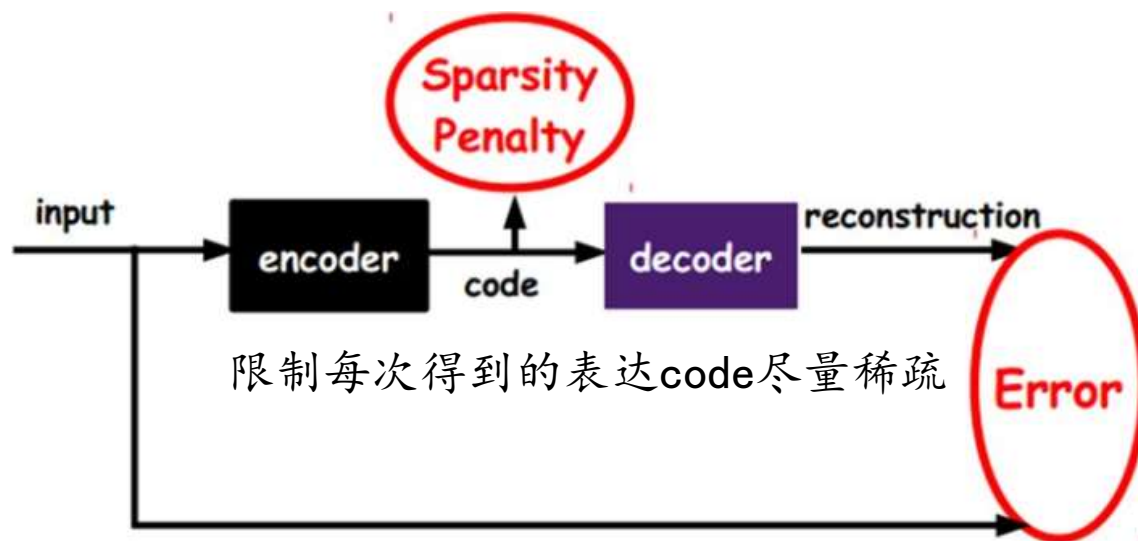 Sparsity
Penalty
input
encoder
code
decoder
reconstruction
限制每次得到的表达code尽量稀疏
Error